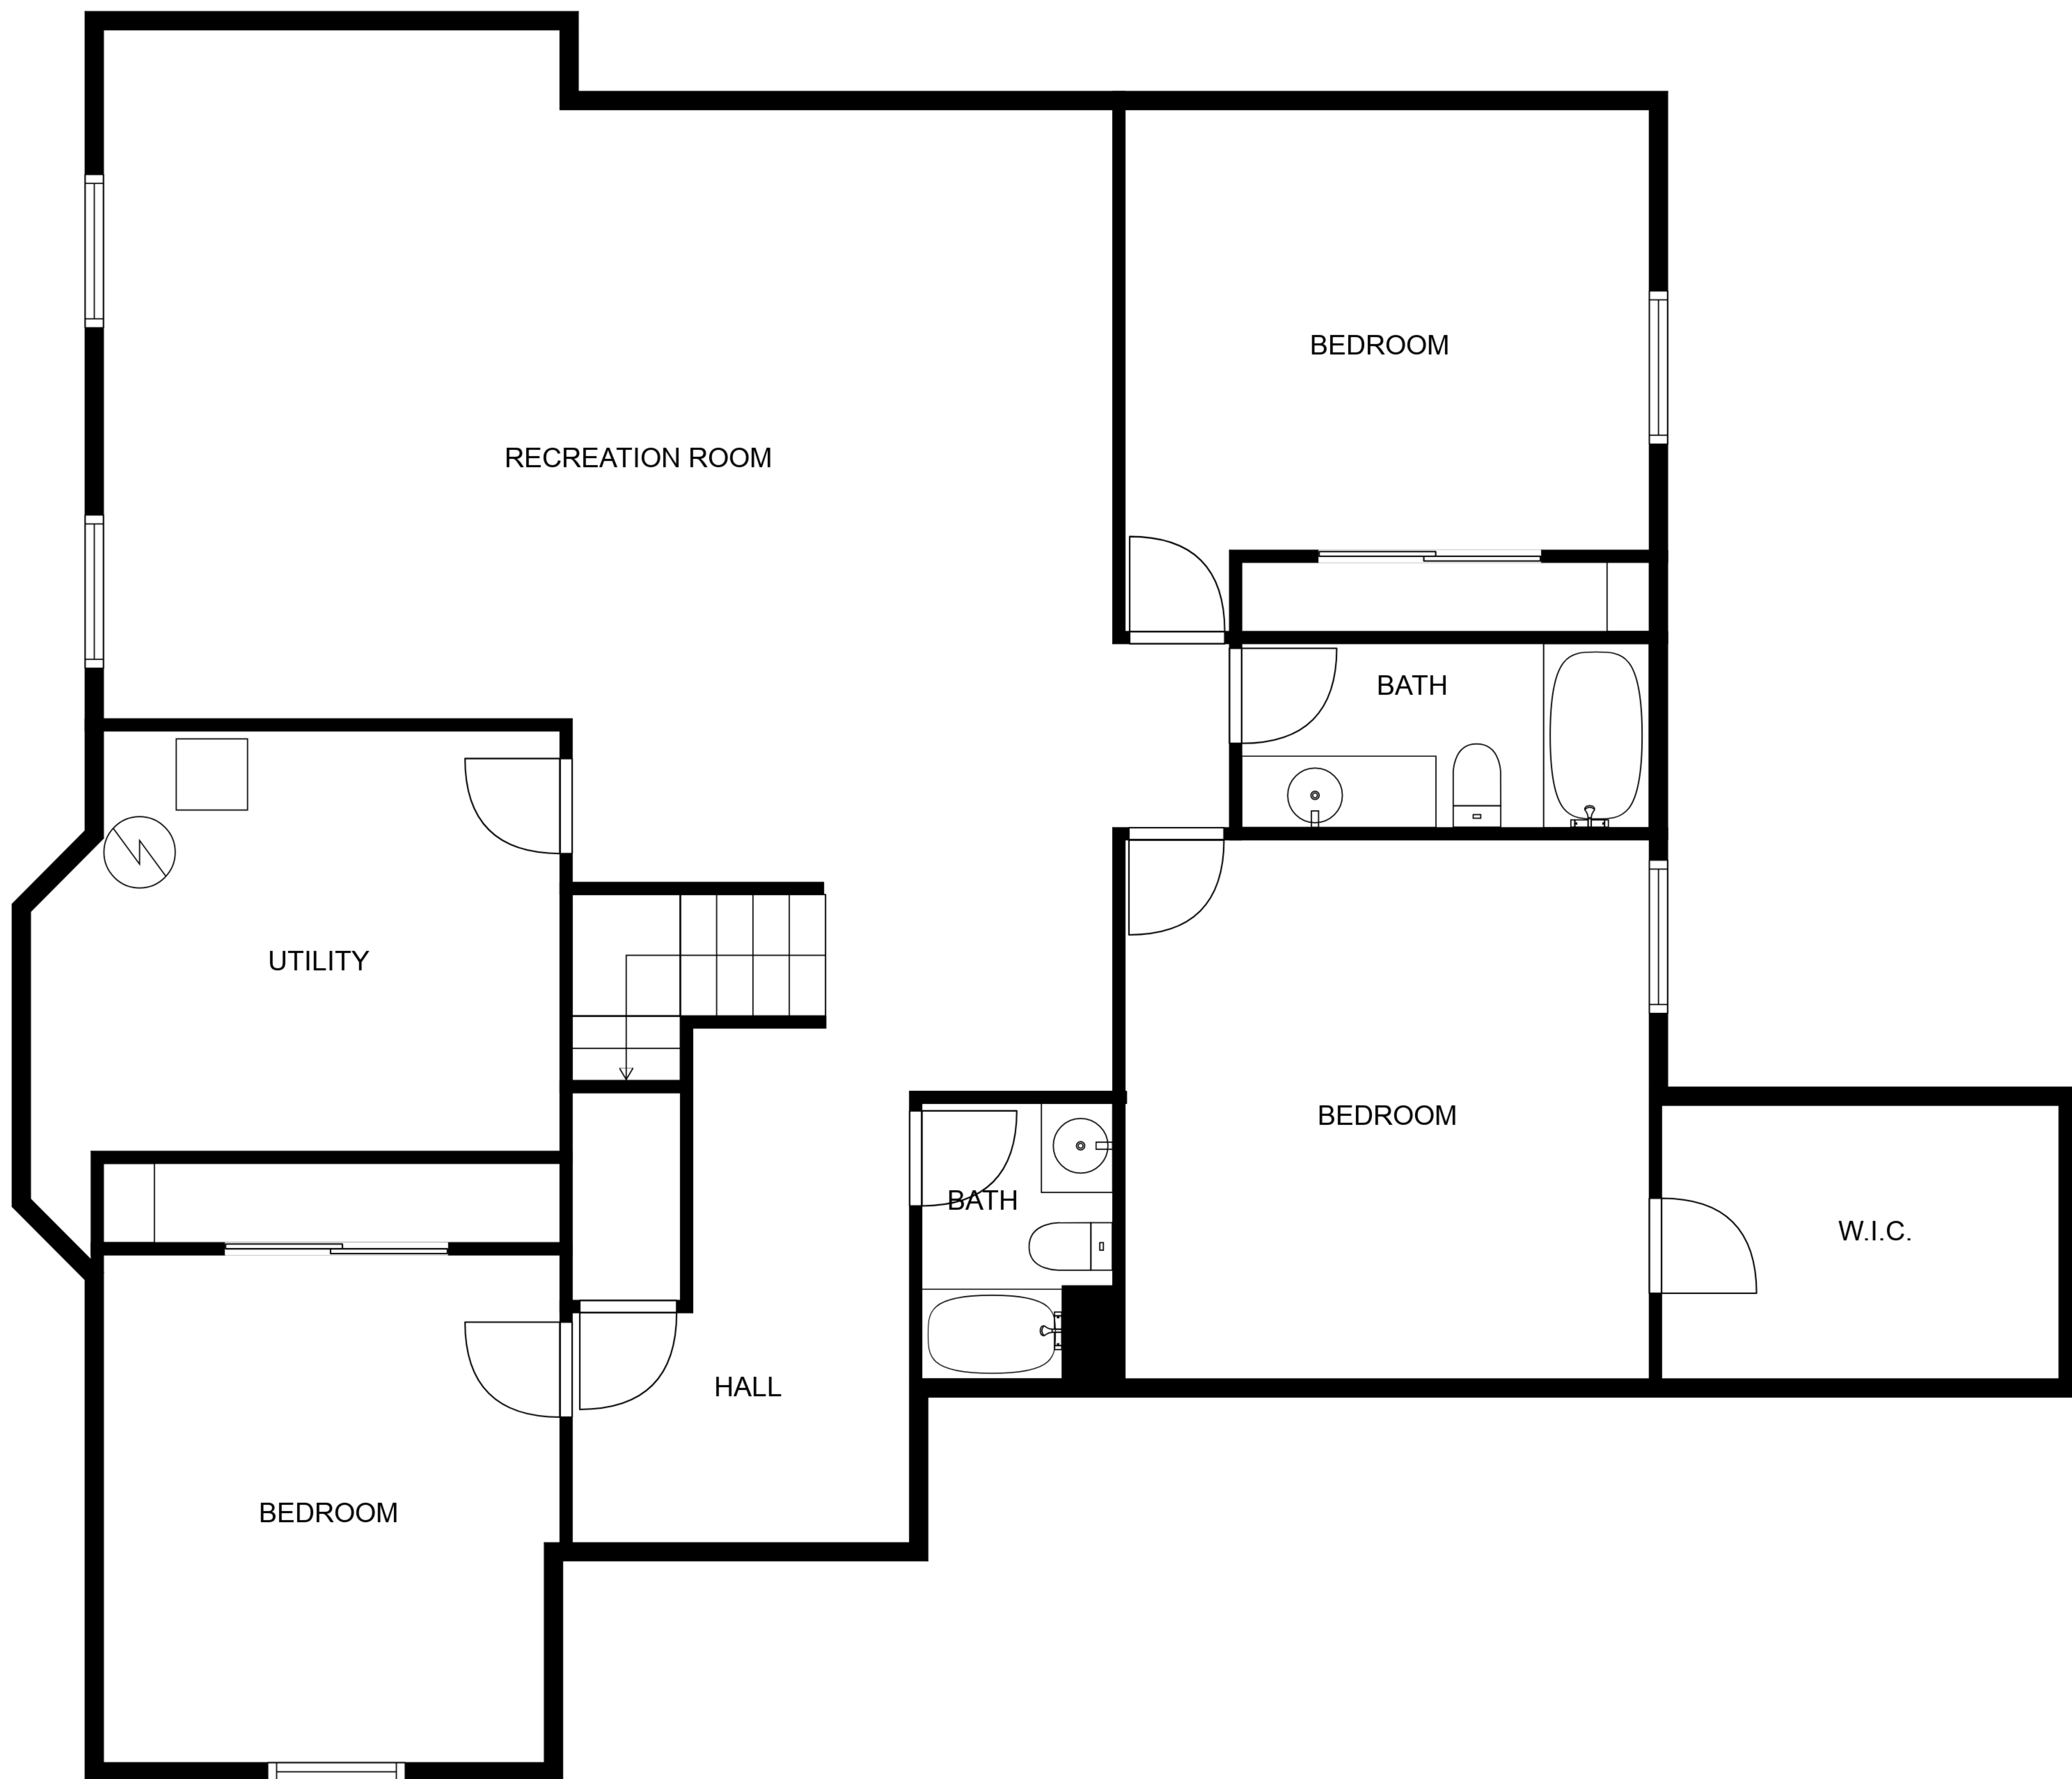 BEDROOM
RECREATION ROOM
BATH
UTILITY
BEDROOM
BATH
W.I.C.
HALL
BEDROOM